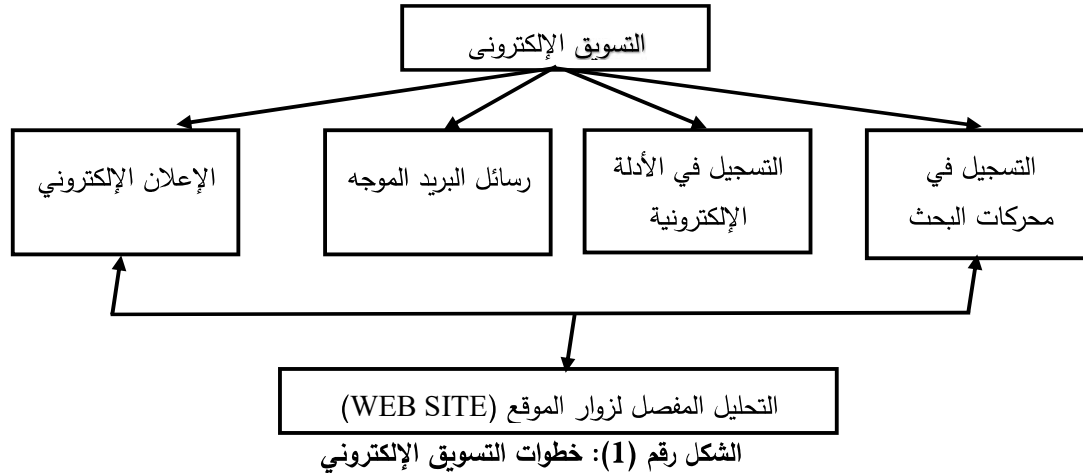 التسويق الإلكترونى
التسجيل في
محركات البحث
التسجيل في الأدلة
الإلكترونية
رسائل البريد الموجه
الإعلان الإلكتروني
التحليل المفصل لزوار الموقع (WEB SITE)
الشكل رقم (1): خطوات التسويق الإلكتروني